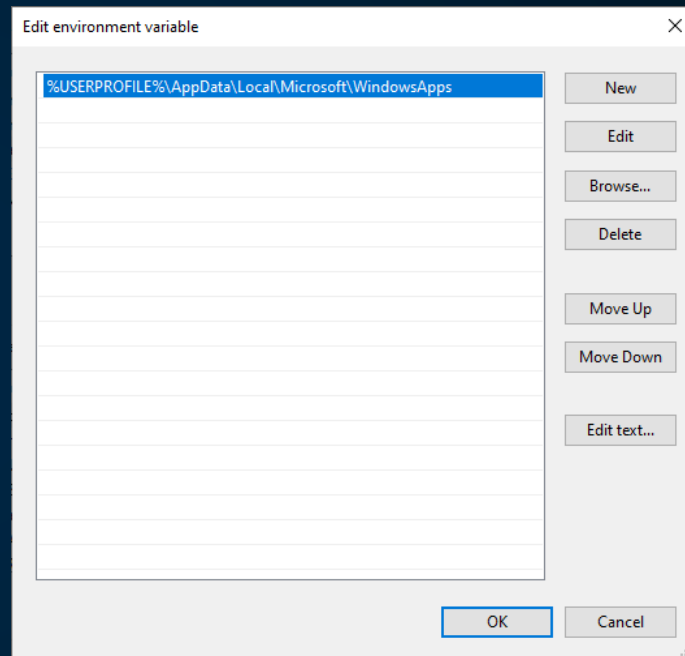 Edit environment variable
%USERPROFILE%\AppData\Local\Microsoft\WindowsApps
New
Edit
Browse...
Delete
Move Up
Move Down
Edit text...
OK
Cancel